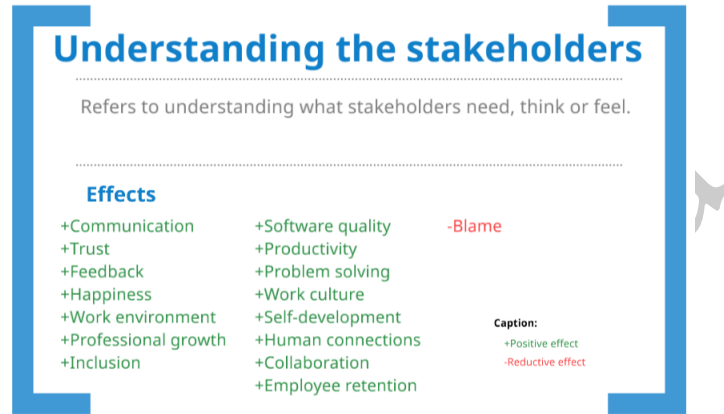 Understanding the stakeholders
Refers to understanding what stakeholders need, think or feel.
Effects
+Communication
+Trust
+Feedback
+Happiness
+Work environment
+Professional growth
+Inclusion
+Software quality
+Productivity
+Problem solving
+Work culture
+Self-development
+Human connections
+Collaboration
+Employee retention
-Blame
Caption:
+Positive effect
-Reductive effect